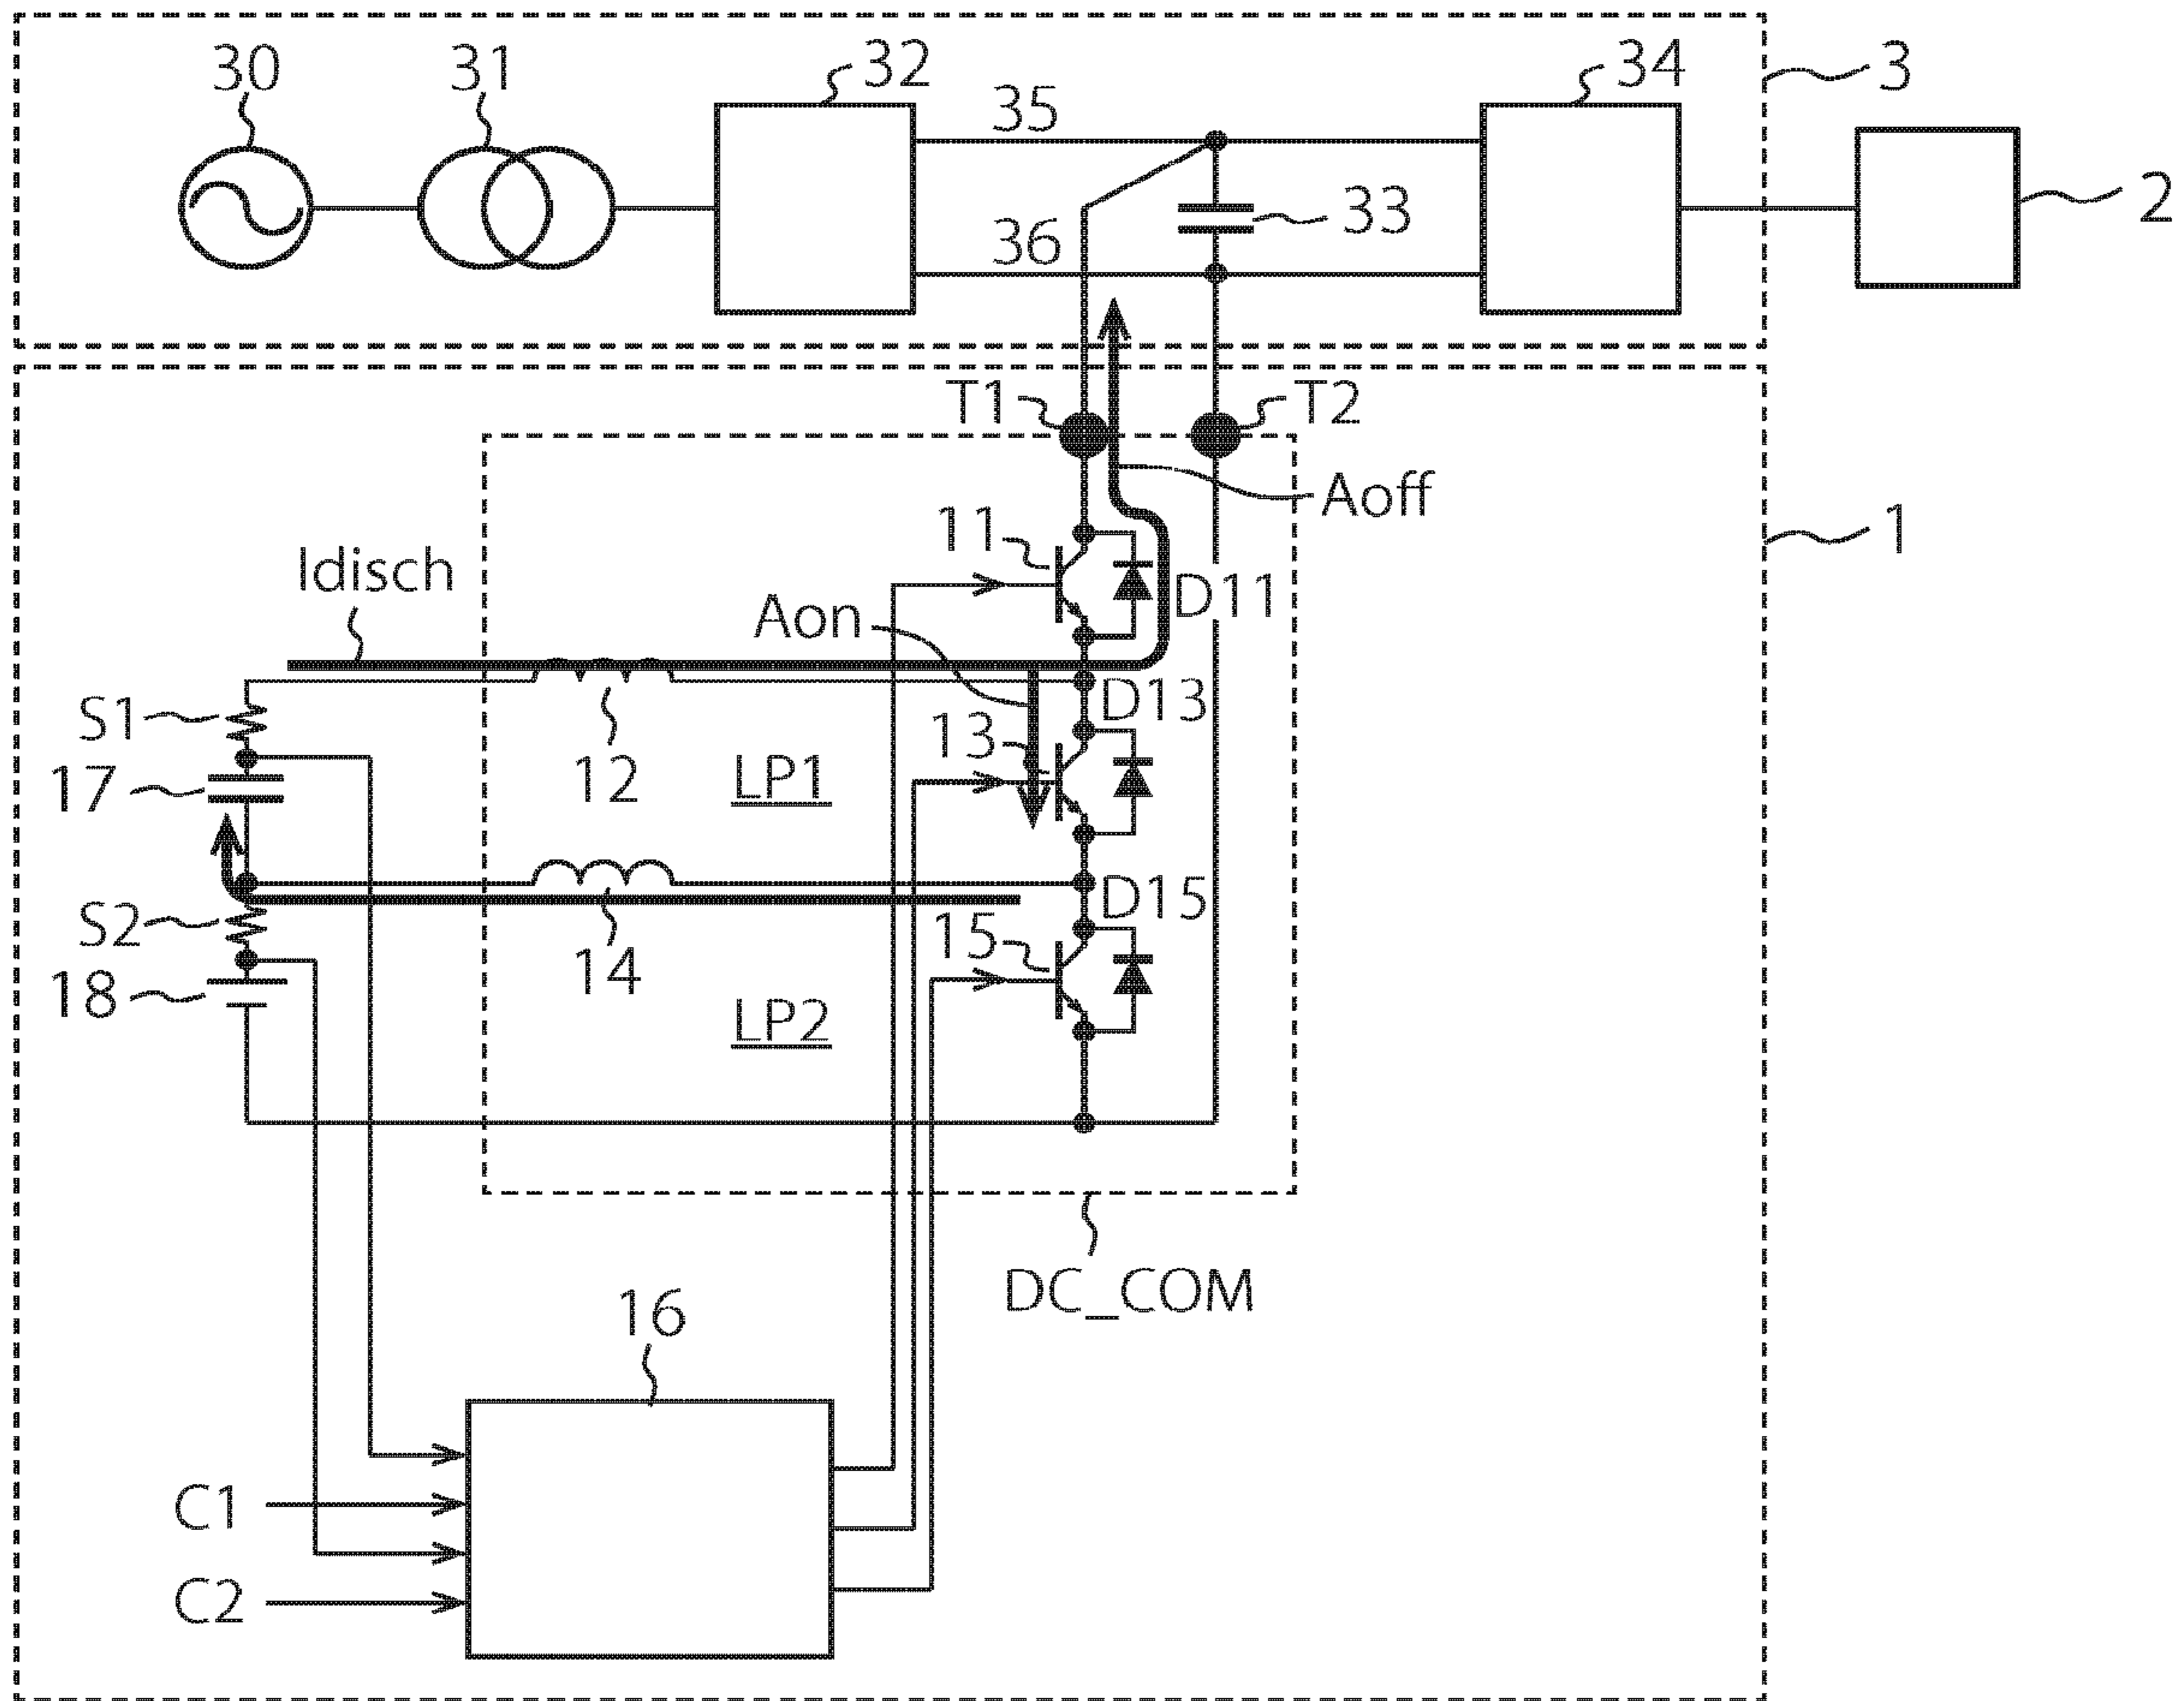 30 31 32 34 3
35
36 33 2
T1 T2
Aoff
11
1
Idisch
Aon D11
S1 D13
13
17 12 LP1
S2 D15
15
18 14
LP2
DC_COM
16
C1
C2